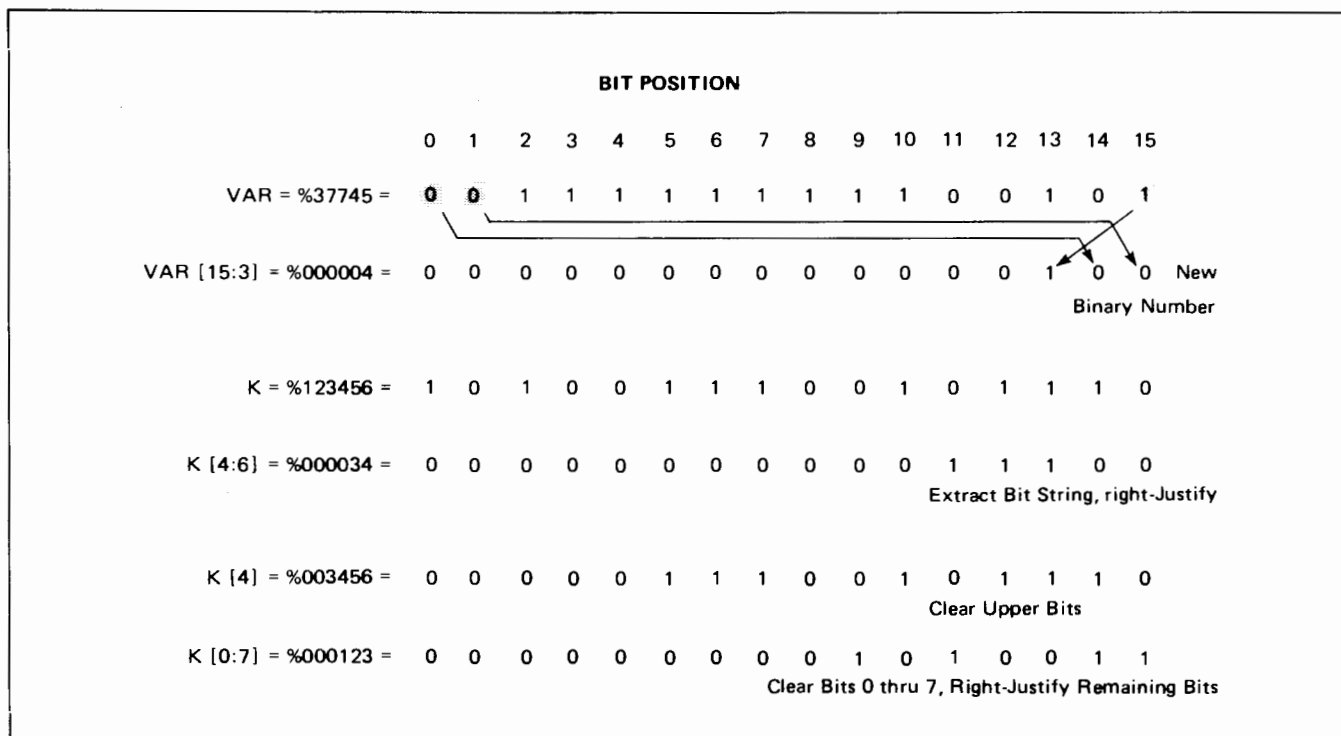 BIT POSITION
0 1 2 3 4 5 6 7 8 9 10 11 12 13 14 15
VAR = %37745 = 0 0 1 1 1 1 1 1 1 1 1 0 0 1 0 1
VAR [15:3] = %000004 = 0 0 0 0 0 0 0 0 0 0 0 0 0 1 0 0 New
Binary Number
K = %123456 = 1 0 1 0 0 1 1 1 0 0 1 0 1 1 1 0
K [4:6] = %000034 = 0 0 0 0 0 0 0 0 0 0 0 1 1 1 0 0
Extract Bit String, right-Justify
K [4] = %003456 = 0 0 0 0 0 1 1 1 0 0 1 0 1 1 1 0
Clear Upper Bits
K [0:7] = %000123 = 0 0 0 0 0 0 0 0 0 1 0 1 0 0 1 1
Clear Bits 0 thru 7, Right-Justify Remaining Bits